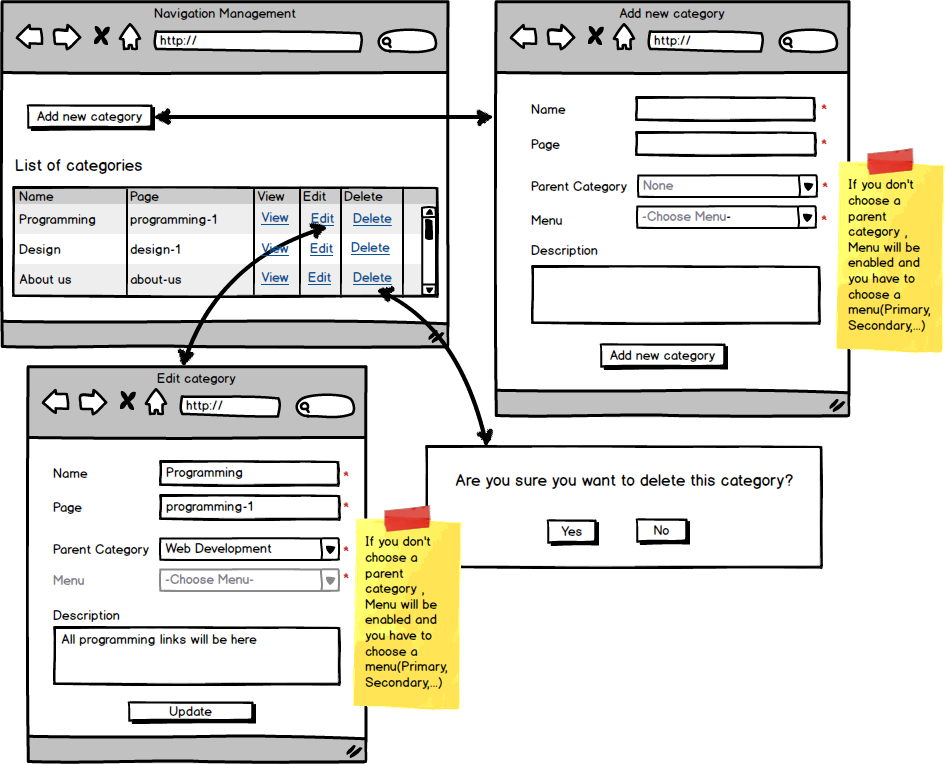 Navigation Management
http://
Add new category
List of categories
Name Page View Edit Delete
Programming programming-1 View Edit Delete
Design design-1 View Edit Delete
About us about-us View Edit Delete
Add new category
http://
Name *
Page *
Parent Category None *
Menu -Choose Menu- *
Description
Add new category
If you don't
choose a
parent
category ,
Menu will be
enabled and
you have to
choose a
menu(Primary,
Secondary,...)
Edit category
http://
Name Programming *
Page programming-1 *
Parent Category Web Development *
Menu -Choose Menu- *
Description
All programming links will be here
Update
If you don't
choose a
parent
category ,
Menu will be
enabled and
you have to
choose a
menu(Primary,
Secondary,...)
Are you sure you want to delete this category?
Yes No